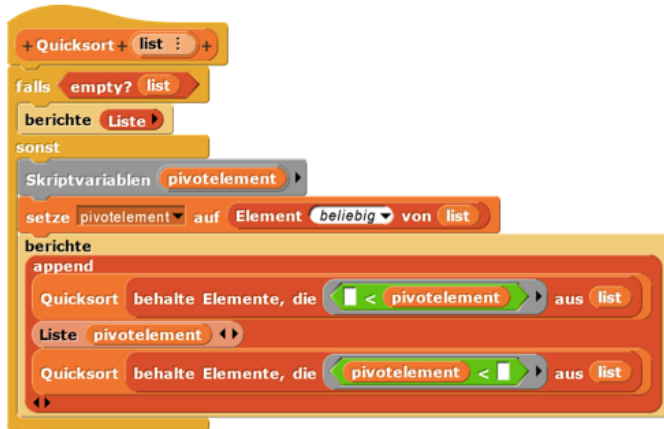 + Quicksort + list ⋮ +
falls empty? list
berichte Liste
sonst
Skriptvariablen pivotelement
setze pivotelement auf Element beliebig von list
berichte
append
Quicksort behalte Elemente, die < pivotelement aus list
Liste pivotelement
Quicksort behalte Elemente, die pivotelement < aus list